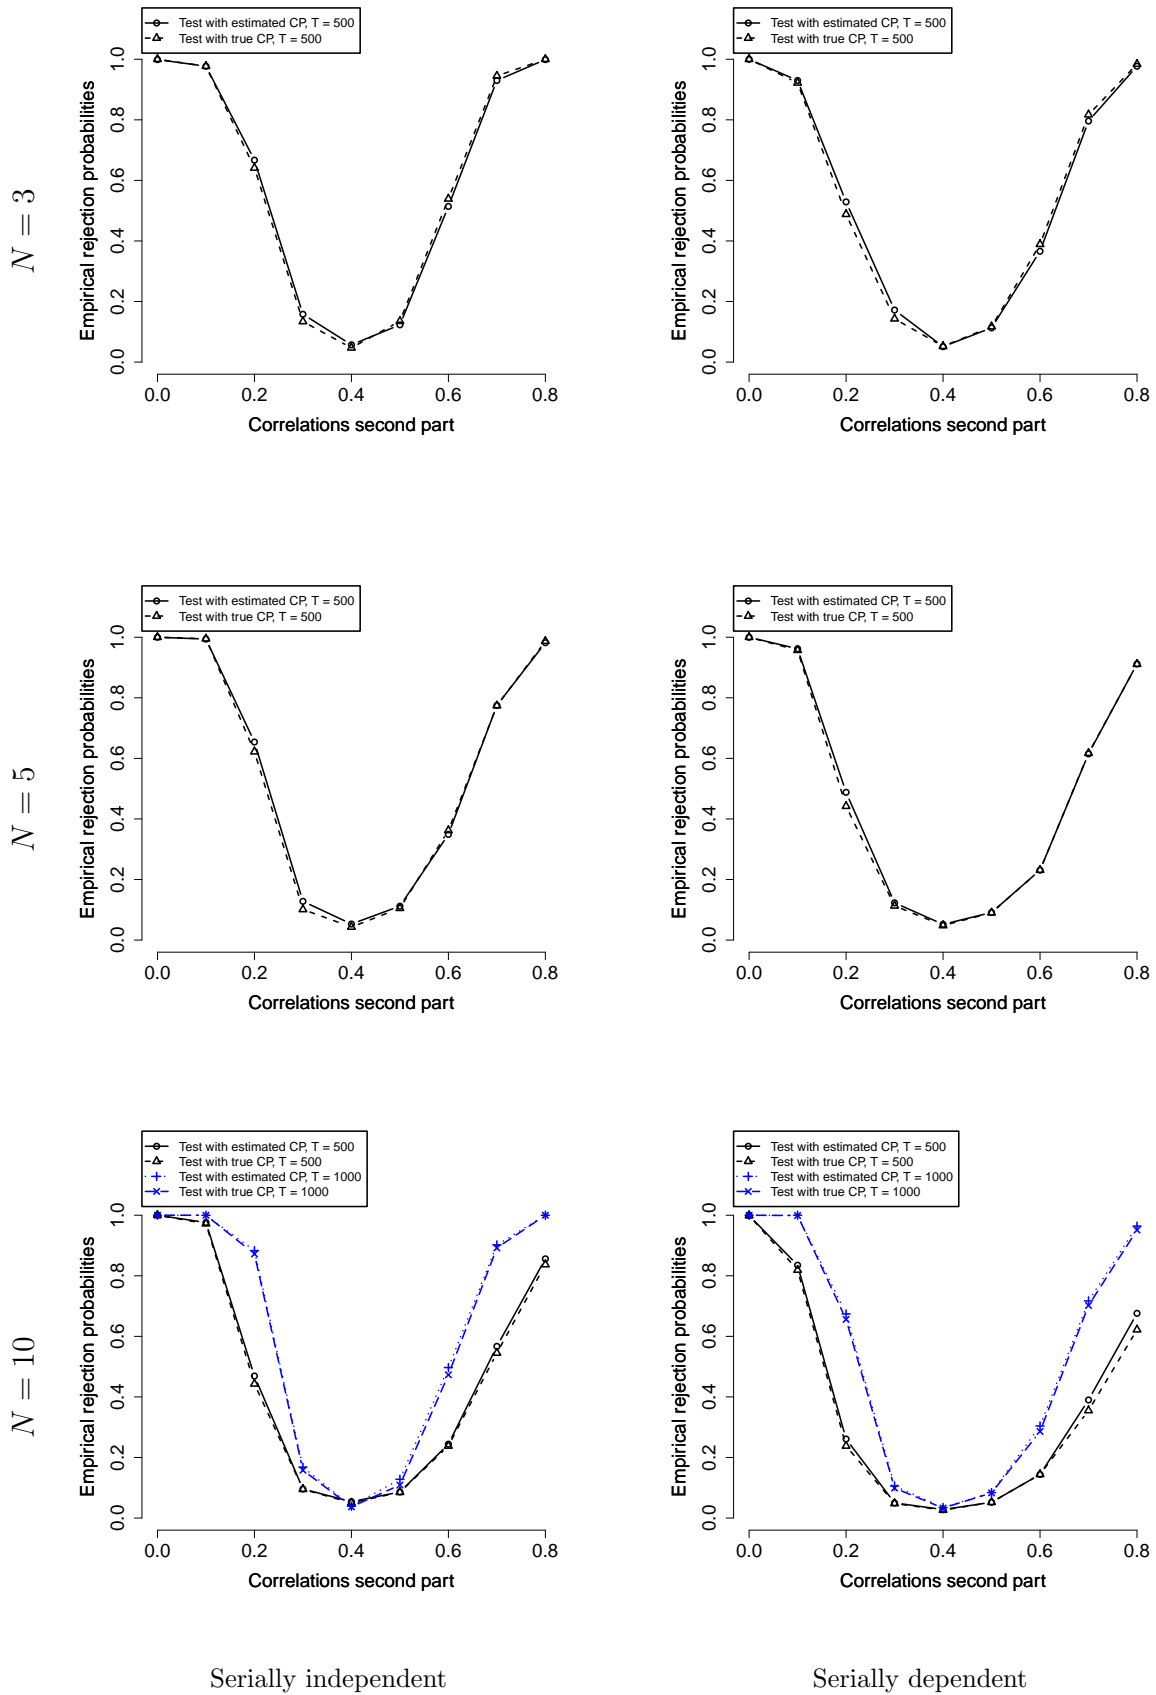 Test with estimated CP, T = 500
Test with true CP, T = 500
N = 3
Empirical rejection probabilities
1.0
0.8
0.6
0.4
0.2
0.0
0.0 0.2 0.4 0.6 0.8
Correlations second part
Test with estimated CP, T = 500
Test with true CP, T = 500
Empirical rejection probabilities
1.0
0.8
0.6
0.4
0.2
0.0
0.0 0.2 0.4 0.6 0.8
Correlations second part
Test with estimated CP, T = 500
Test with true CP, T = 500
N = 5
Empirical rejection probabilities
1.0
0.8
0.6
0.4
0.2
0.0
0.0 0.2 0.4 0.6 0.8
Correlations second part
Test with estimated CP, T = 500
Test with true CP, T = 500
Empirical rejection probabilities
1.0
0.8
0.6
0.4
0.2
0.0
0.0 0.2 0.4 0.6 0.8
Correlations second part
Test with estimated CP, T = 500
Test with true CP, T = 500
Test with estimated CP, T = 1000
Test with true CP, T = 1000
N = 10
Empirical rejection probabilities
1.0
0.8
0.6
0.4
0.2
0.0
0.0 0.2 0.4 0.6 0.8
Correlations second part
Test with estimated CP, T = 500
Test with true CP, T = 500
Test with estimated CP, T = 1000
Test with true CP, T = 1000
Empirical rejection probabilities
1.0
0.8
0.6
0.4
0.2
0.0
0.0 0.2 0.4 0.6 0.8
Correlations second part
Serially independent
Serially dependent